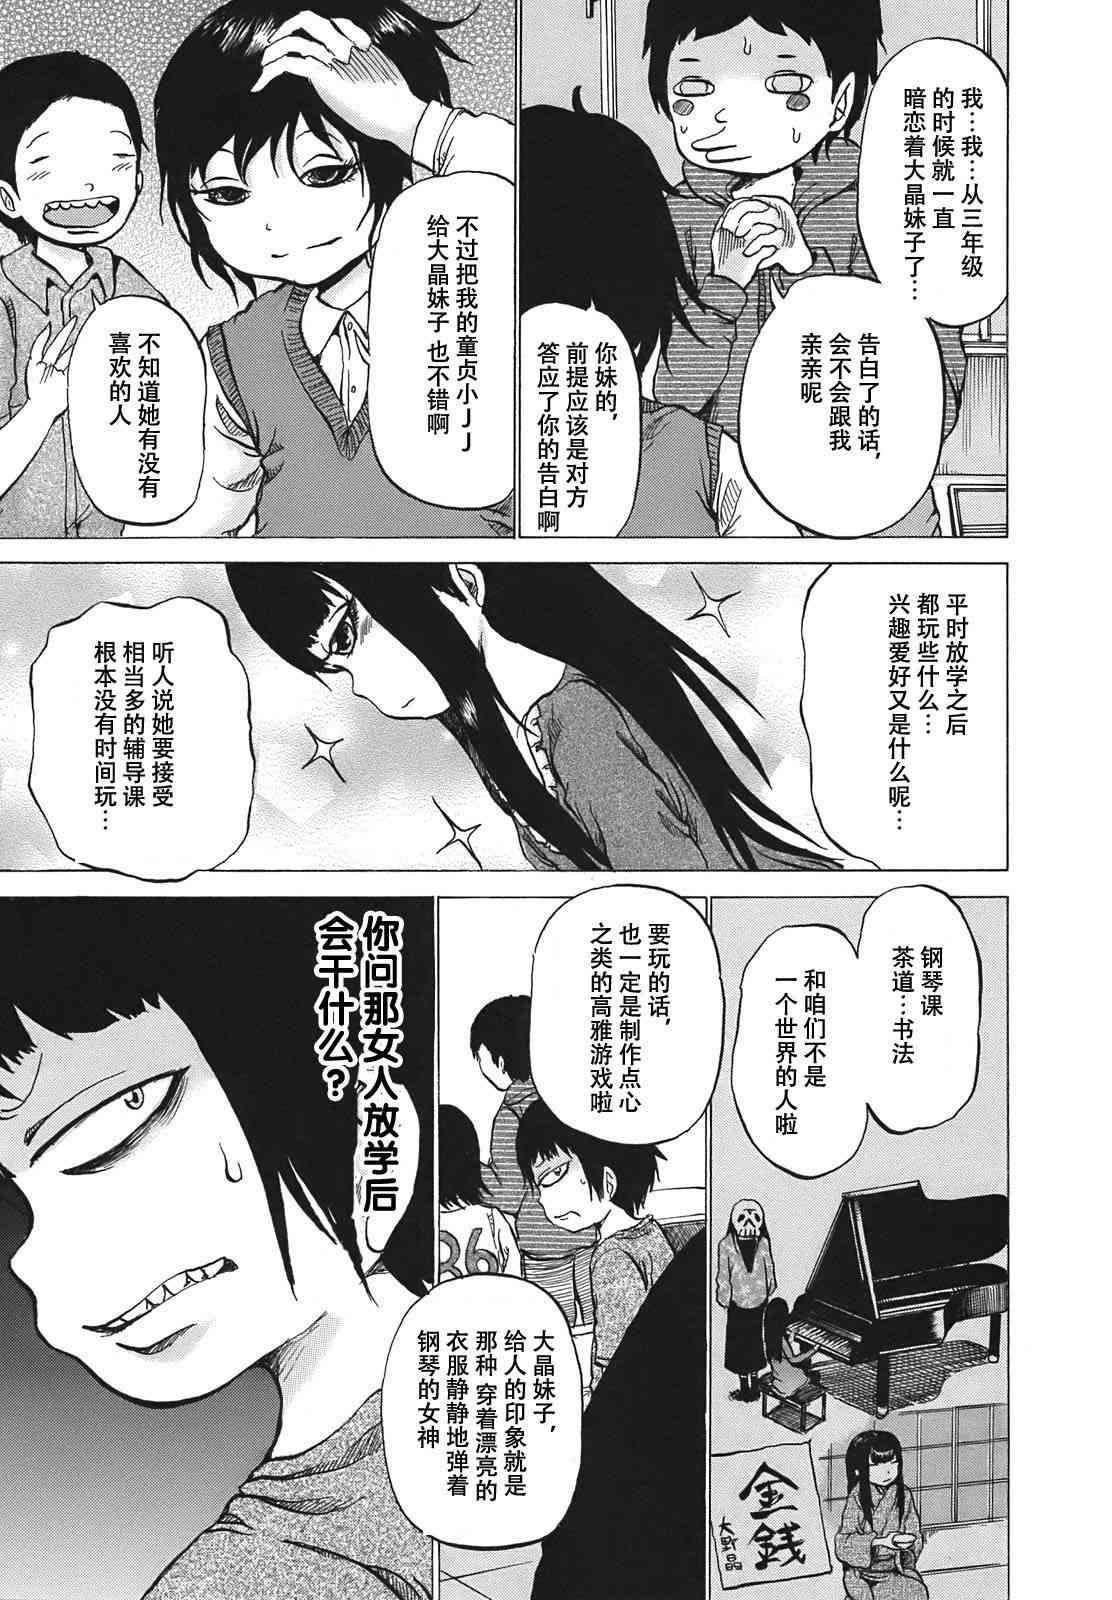 我…我…从三年级
的时候就一直
暗恋着大晶妹子了…
告白了的话，
会不会跟我
亲亲呢
你妹的，
前提应该是对方
答应了你的告白啊
不过把我的童贞小JJ
给大晶妹子也不错啊
不知道她有没有
喜欢的人
平时放学之后
都玩些什么…
兴趣爱好又是什么呢…
听人说她要接受
相当多的辅导课
根本没有时间玩…
钢琴课
茶道…书法
和咱们不是
一个世界的人啦
金銭
大野晶
要玩的话，
也一定是制作点心
之类的高雅游戏啦
86
大晶妹子，
给人的印象就是
那种穿着漂亮的
衣服静静地弹着
钢琴的女神
你问那女人放学后
会干什么？